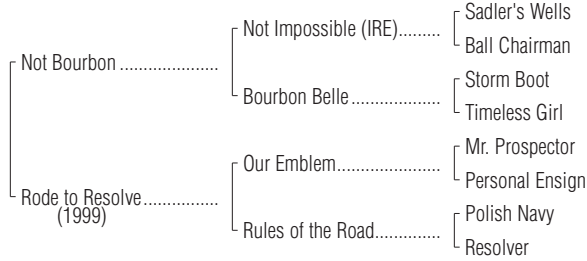 Sadler's Wells
Not Impossible (IRE).........
Ball Chairman
Not Bourbon .....................
Storm Boot
Bourbon Belle ...................
Timeless Girl
Mr. Prospector
Our Emblem......................
Personal Ensign
Rode to Resolve................
(1999)
Polish Navy
Rules of the Road..............
Resolver